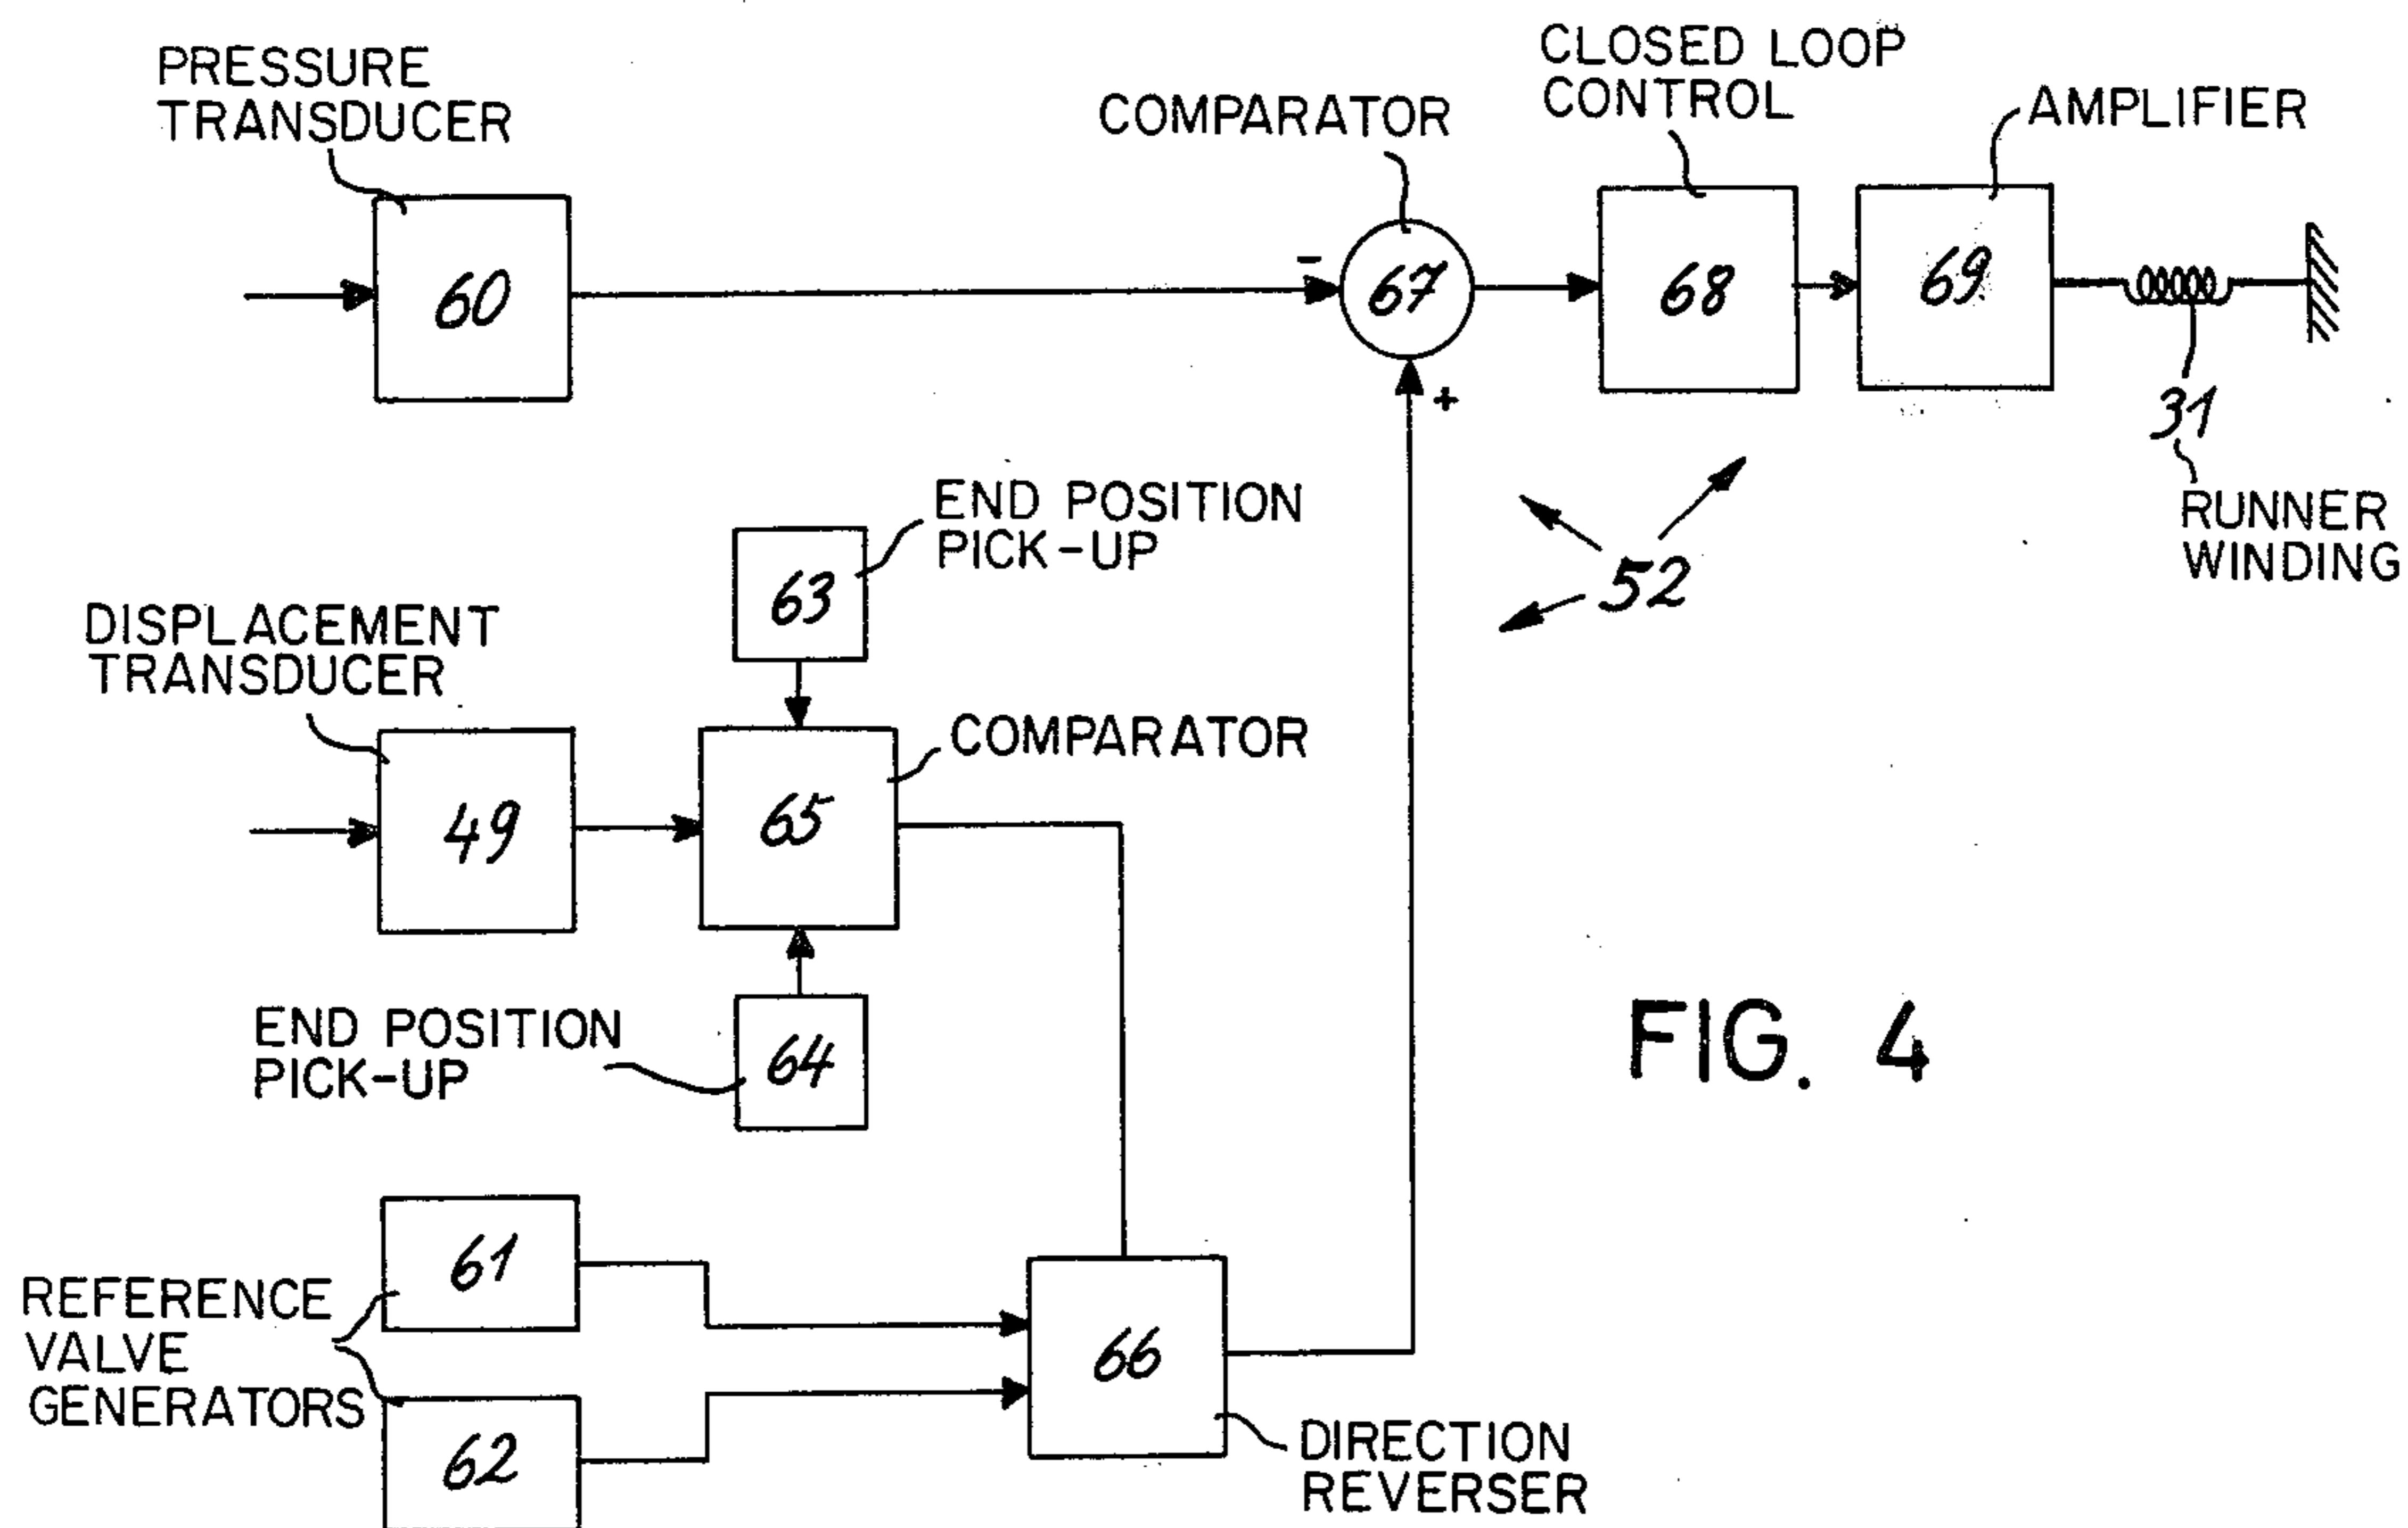 PRESSURE
TRANSDUCER
60
COMPARATOR
-
67
+
CLOSED LOOP
CONTROL
68
AMPLIFIER
69
31
RUNNER
WINDING
52
END POSITION
PICK-UP
63
DISPLACEMENT
TRANSDUCER
49
COMPARATOR
65
END POSITION
PICK-UP
64
FIG. 4
REFERENCE
VALVE
GENERATORS
61
62
66
DIRECTION
REVERSER